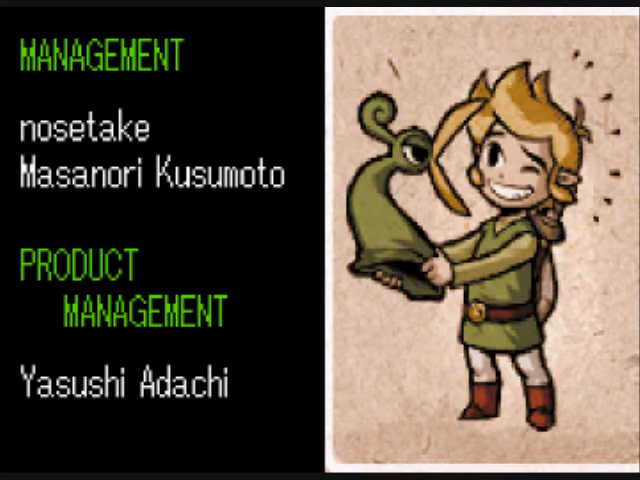 MANAGEMENT
nosetake
Masanori Kusumoto
PRODUCT
MANAGEMENT
Yasushi Adachi